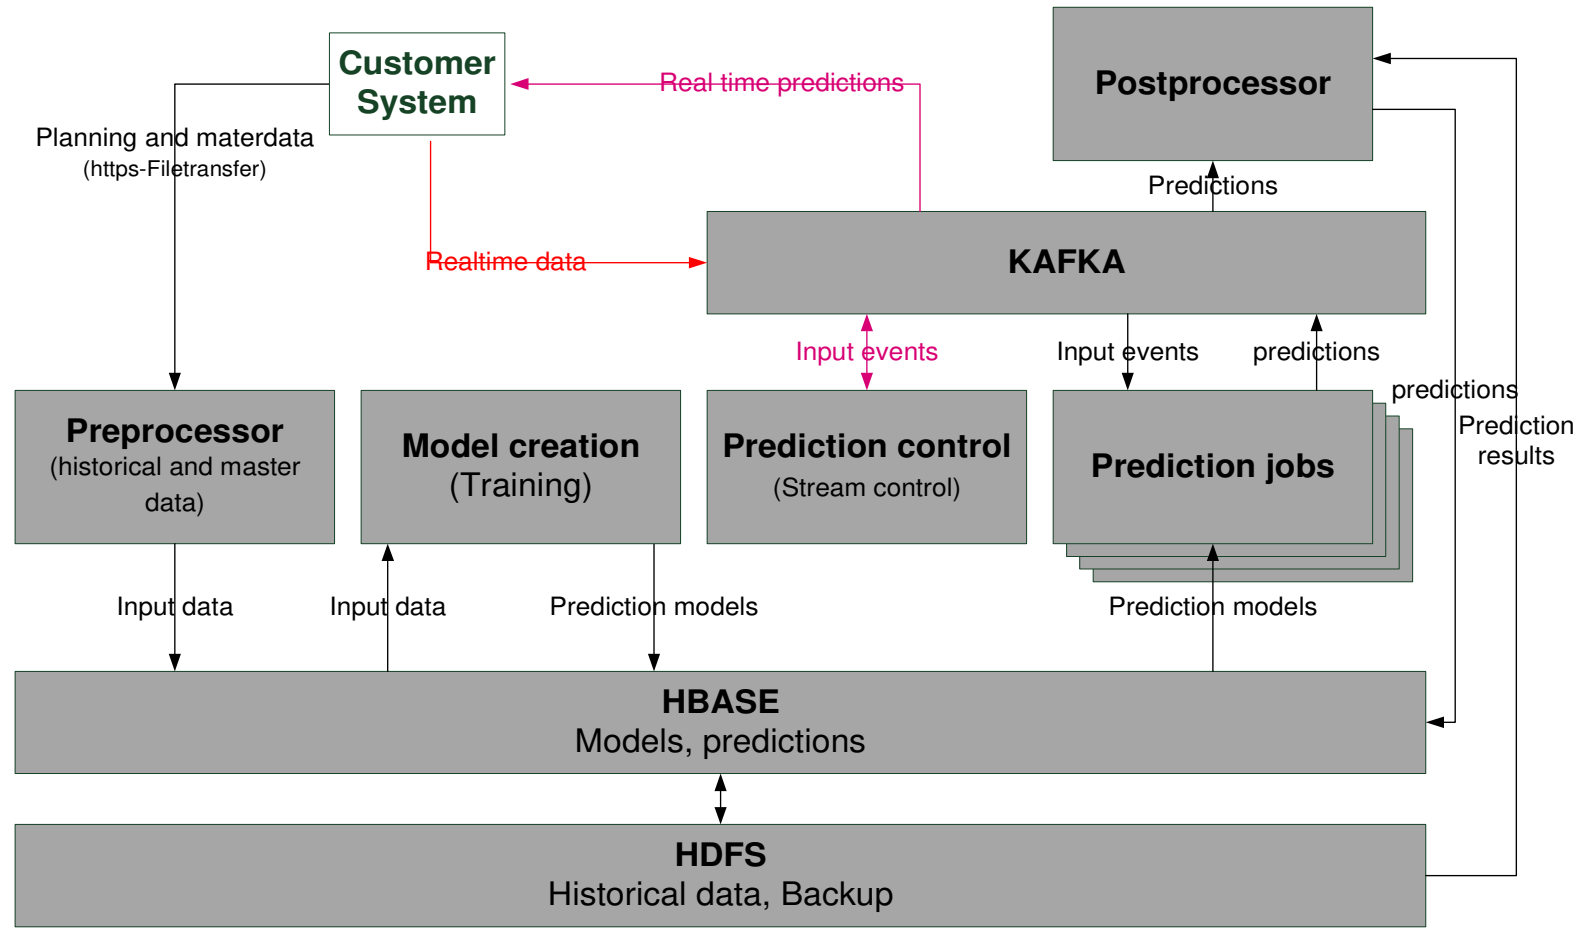 Customer
System
Real time predictions
Postprocessor
Planning and materdata
(https-Filetransfer)
Predictions
Realtime data
KAFKA
Input events
Input events
predictions
predictions
Prediction
results
Preprocessor
(historical and master
data)
Model creation
(Training)
Prediction control
(Stream control)
Prediction jobs
Input data
Input data
Prediction models
Prediction models
HBASE
Models, predictions
HDFS
Historical data, Backup